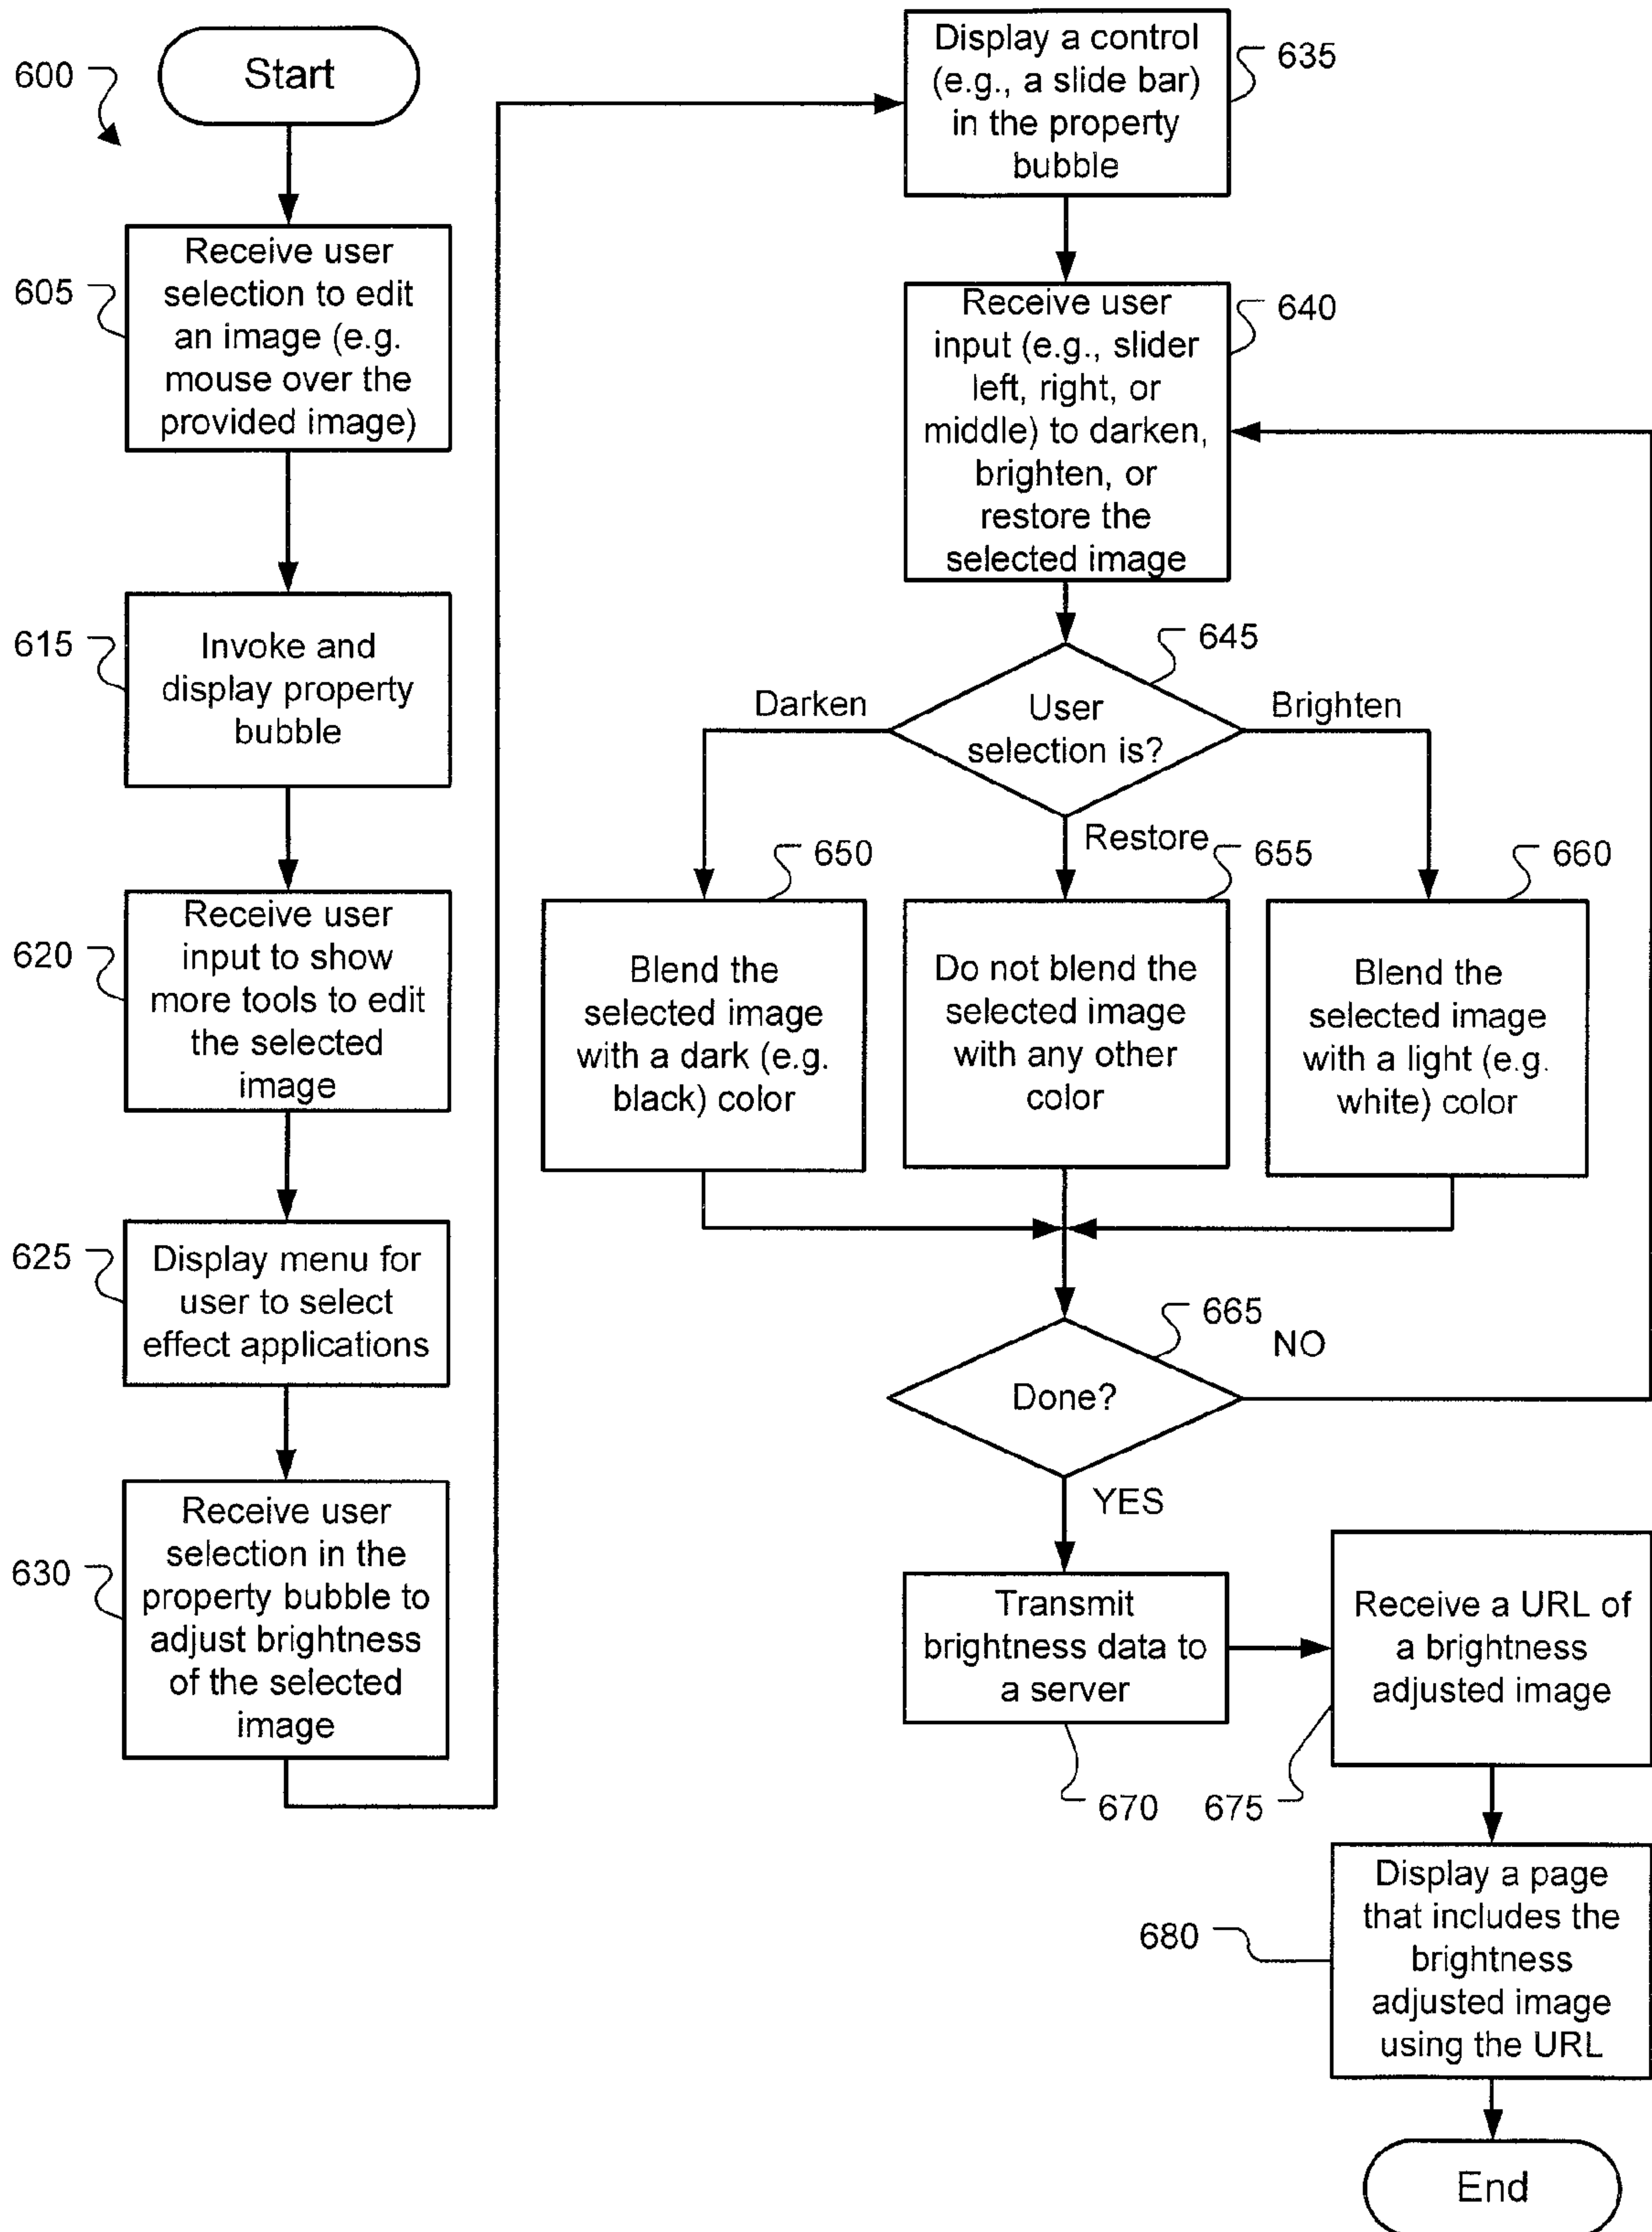 600
Start
605
Receive user
selection to edit
an image (e.g.
mouse over the
provided image)
615
Invoke and
display property
bubble
620
Receive user
input to show
more tools to edit
the selected
image
625
Display menu for
user to select
effect applications
630
Receive user
selection in the
property bubble to
adjust brightness
of the selected
image
Display a control
(e.g., a slide bar)
in the property
bubble
635
Receive user
input (e.g., slider
left, right, or
middle) to darken,
brighten, or
restore the
selected image
640
645
User
selection is?
Darken
Restore
Brighten
650
Blend the
selected image
with a dark (e.g.
black) color
655
Do not blend the
selected image
with any other
color
660
Blend the
selected image
with a light (e.g.
white) color
665
Done?
NO
YES
Transmit
brightness data to
a server
670
Receive a URL of
a brightness
adjusted image
675
Display a page
that includes the
brightness
adjusted image
using the URL
680
End